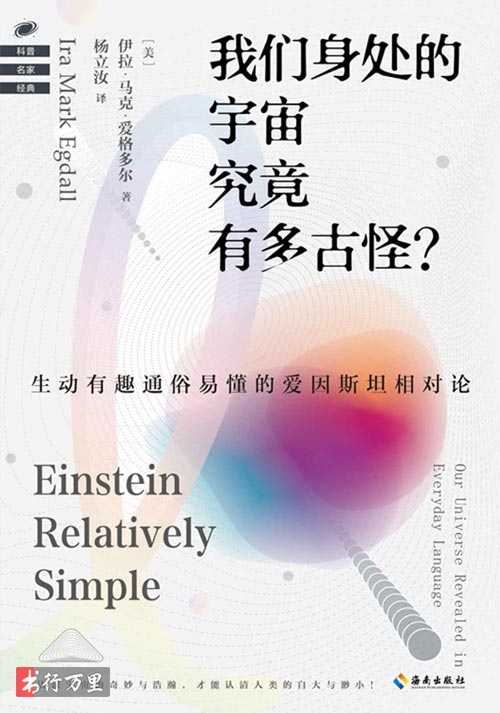 科普
名家
经典
Ira Mark Egdall
[美]
伊拉·马克·爱格多尔 著
杨立汝 译
我们身处的
宇宙
究竟
有多古怪?
生动有趣通俗易懂的爱因斯坦相对论
Einstein
Relatively
Simple
Our Universe Revealed in
Everyday Language
书行万里
奇妙与浩瀚，才能认清人类的自大与渺小!
海南出版社
HAINAN PUBLISHING HOUSE